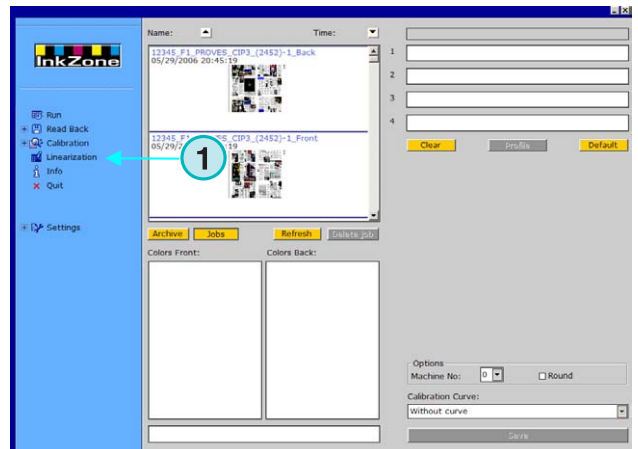 InkZone
Run
Read Back
Calibration
Linearization
Info
Quit
Settings
1
Name:
Time:
12345_F1_PROVES_CIP3_(2452)-1_Back
05/29/2006 20:45:19
12345_F1_PROVES_CIP3_(2452)-1_Front
05/29/2 :19
Archive
Jobs
Refresh
Delete job
Colors Front:
Colors Back:
1
2
3
4
Clear
Profile
Default
Options
Machine No:
0
Round
Calibration Curve:
Without curve
Save